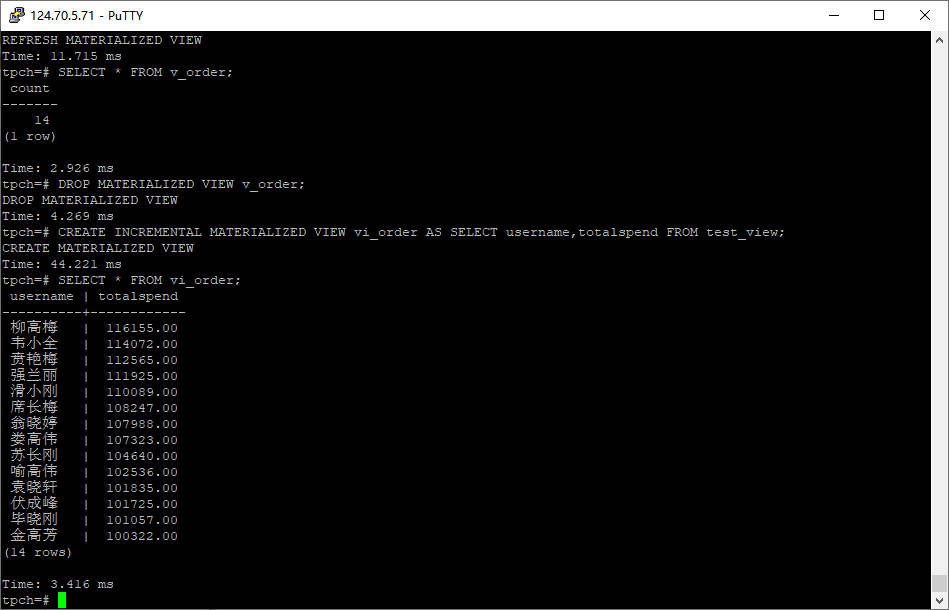 124.70.5.71 - PuTTY
REFRESH MATERIALIZED VIEW
Time: 11.715 ms
tpch=# SELECT * FROM v_order;
 count
-------
    14
(1 row)

Time: 2.926 ms
tpch=# DROP MATERIALIZED VIEW v_order;
DROP MATERIALIZED VIEW
Time: 4.269 ms
tpch=# CREATE INCREMENTAL MATERIALIZED VIEW vi_order AS SELECT username,totalspend FROM test_view;
CREATE MATERIALIZED VIEW
Time: 44.221 ms
tpch=# SELECT * FROM vi_order;
 username | totalspend
----------+------------
 柳高梅   |  116155.00
 韦小全   |  114072.00
 贲艳梅   |  112565.00
 强兰丽   |  111925.00
 滑小刚   |  110089.00
 席长梅   |  108247.00
 翁晓婷   |  107988.00
 娄高伟   |  107323.00
 苏长刚   |  104640.00
 喻高伟   |  102536.00
 袁晓轩   |  101835.00
 伏成峰   |  101725.00
 毕晓刚   |  101057.00
 金高芳   |  100322.00
(14 rows)

Time: 3.416 ms
tpch=#